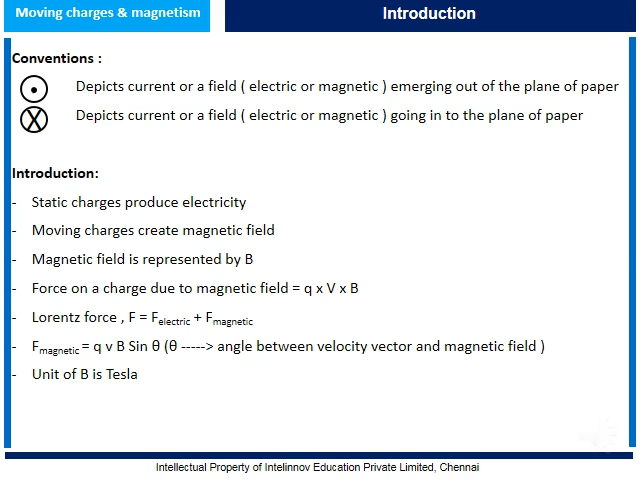 Moving charges & magnetism
Introduction
Conventions :
Depicts current or a field ( electric or magnetic ) emerging out of the plane of paper
X Depicts current or a field ( electric or magnetic ) going in to the plane of paper
Introduction:
- Static charges produce electricity
- Moving charges create magnetic field
- Magnetic field is represented by B
- Force on a charge due to magnetic field = q x V x B
- Lorentz force , F = Felectric + Fmagnetic
- Fmagnetic = q v B Sin θ (θ -----> angle between velocity vector and magnetic field )
- Unit of B is Tesla
Intellectual Property of Intelinnov Education Private Limited, Chennai